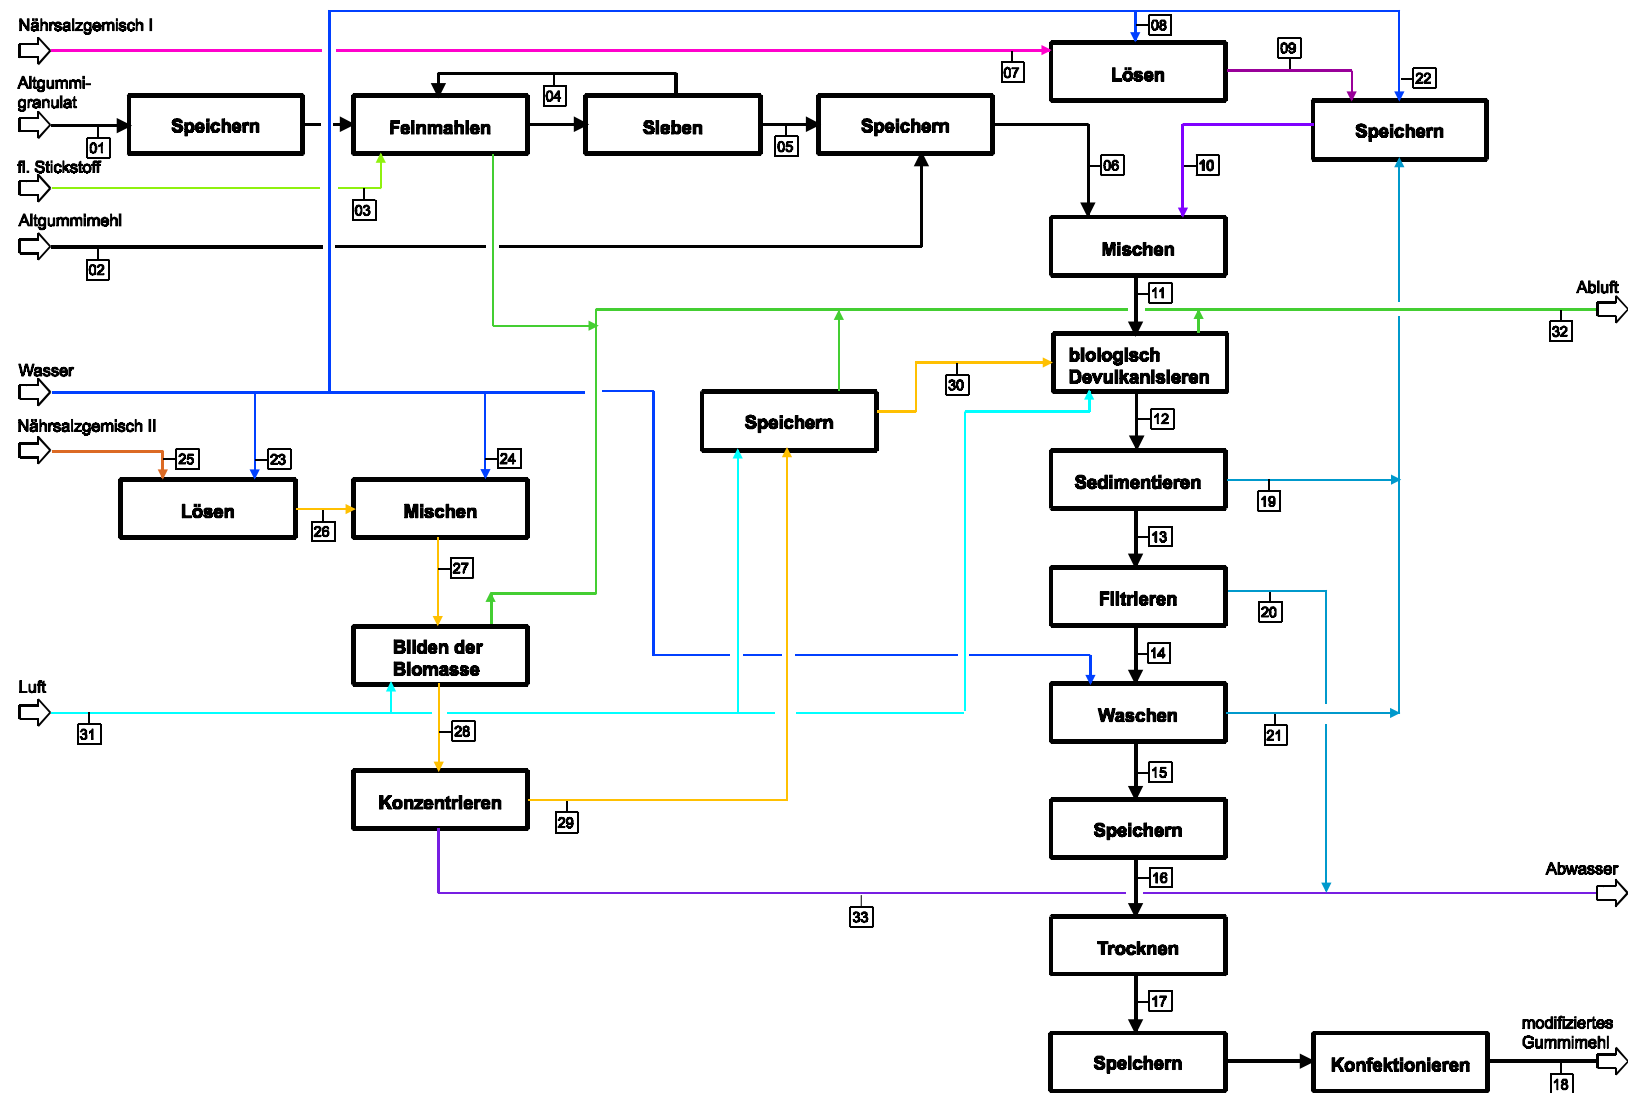 Nährsalzgemisch I
08
07
Lösen
09
22
Altgummi-
granulat
01
Speichern
04
Feinmahlen
Sieben
05
Speichern
Speichern
fl. Stickstoff
03
06
10
Altgummimehl
02
Mischen
11
Abluft
32
biologisch
Devulkanisieren
30
Wasser
Speichern
12
Nährsalzgemisch II
25
23
24
Sedimentieren
19
Lösen
26
Mischen
13
27
Filtrieren
20
Bilden der
Biomasse
14
Luft
31
28
Waschen
21
15
Konzentrieren
29
Speichern
16
Abwasser
33
Trocknen
17
modifiziertes
Gummimehl
Speichern
Konfektionieren
18